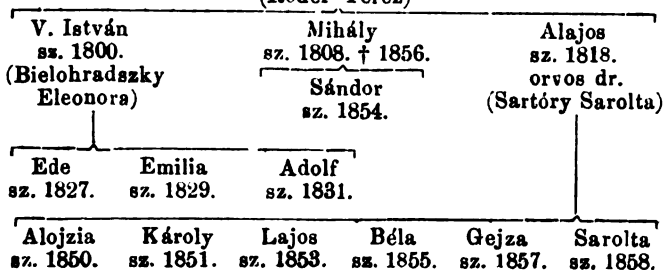 V. István Mihály Alajos
sz. 1800. sz. 1808. † 1856. sz. 1818.
(Bielohradszky orvos dr.
Eleonora) Sándor (Sartóry Sarolta)
sz. 1854.
Ede Emilia Adolf
sz. 1827. sz. 1829. sz. 1831.
Alojzia Károly Lajos Béla Gejza Sarolta
sz. 1850. sz. 1851. sz. 1853. sz. 1855. sz. 1857. sz. 1858.